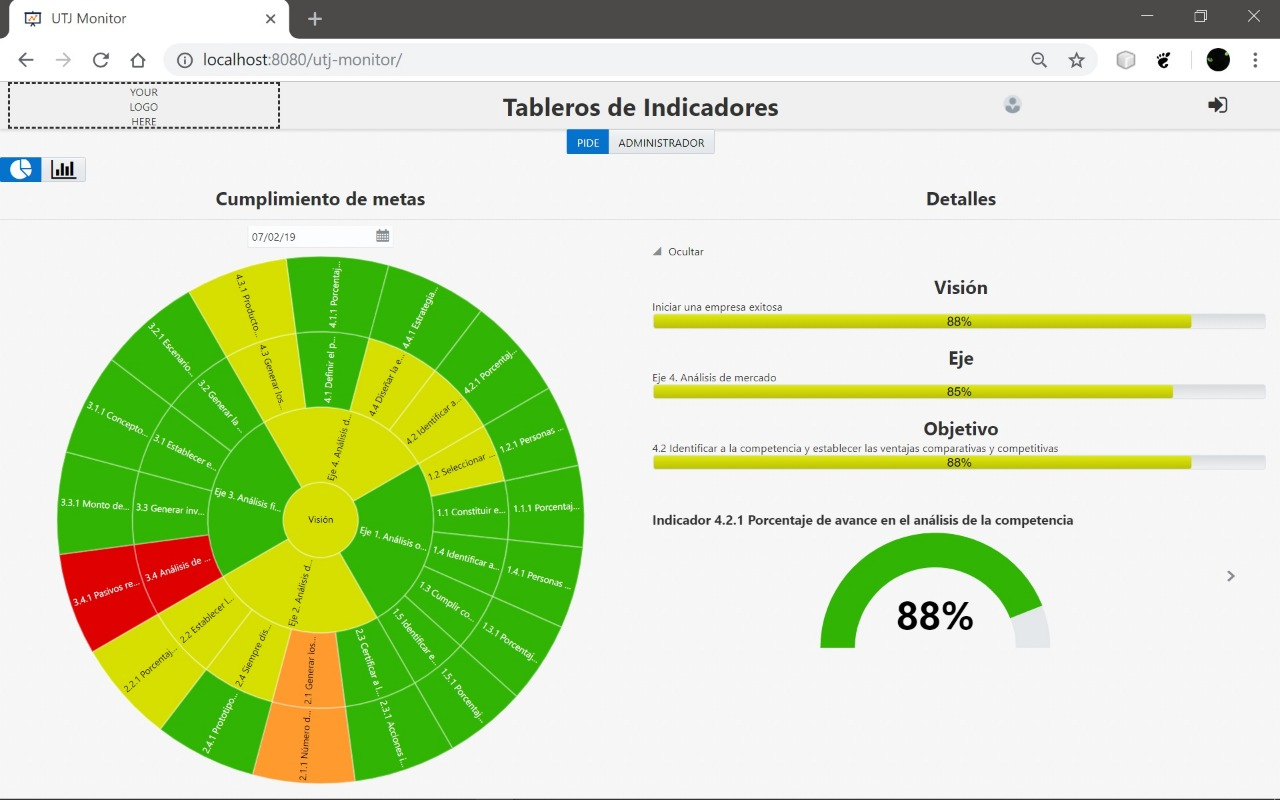 UTJ Monitor
localhost:8080/utj-monitor/
YOUR
LOGO
HERE
Tableros de Indicadores
PIDE
ADMINISTRADOR
Cumplimiento de metas
07/02/19
4.3.1 Producto...
4.1.1 Porcentaj...
4.4.1 Estrategia...
4.2.1 Porcentaj...
1.2.1 Personas ...
1.1.1 Porcentaj...
1.4.1 Personas ...
1.3.1 Porcentaj...
1.5.1 Porcentaj...
2.3.1 Acciones i...
2.1.1 Número d...
2.4.1 Prototipo...
2.2.1 Porcentaj...
3.4.1 Pasivos re...
3.3.1 Monto de...
3.1.1 Concepto...
3.2.1 Escenario...
4.3 Generar los...
4.1 Definir el p...
4.4 Diseñar la e...
4.2 Identificar a...
1.2 Seleccionar ...
1.1 Constituir e...
1.4 Identificar a...
1.3 Cumplir co...
1.5 Identificar e...
2.3 Certificar a l...
2.1 Generar los...
2.4 Siempre dis...
2.2 Establecer l...
3.4 Análisis de ...
3.3 Generar inv...
3.1 Establecer e...
3.2 Generar la ...
Eje 4. Análisis d...
Eje 1. Análisis o...
Eje 2. Análisis d...
Eje 3. Análisis fi...
Visión
Detalles
Ocultar
Visión
Iniciar una empresa exitosa
88%
Eje
Eje 4. Análisis de mercado
85%
Objetivo
4.2 Identificar a la competencia y establecer las ventajas comparativas y competitivas
88%
Indicador 4.2.1 Porcentaje de avance en el análisis de la competencia
88%